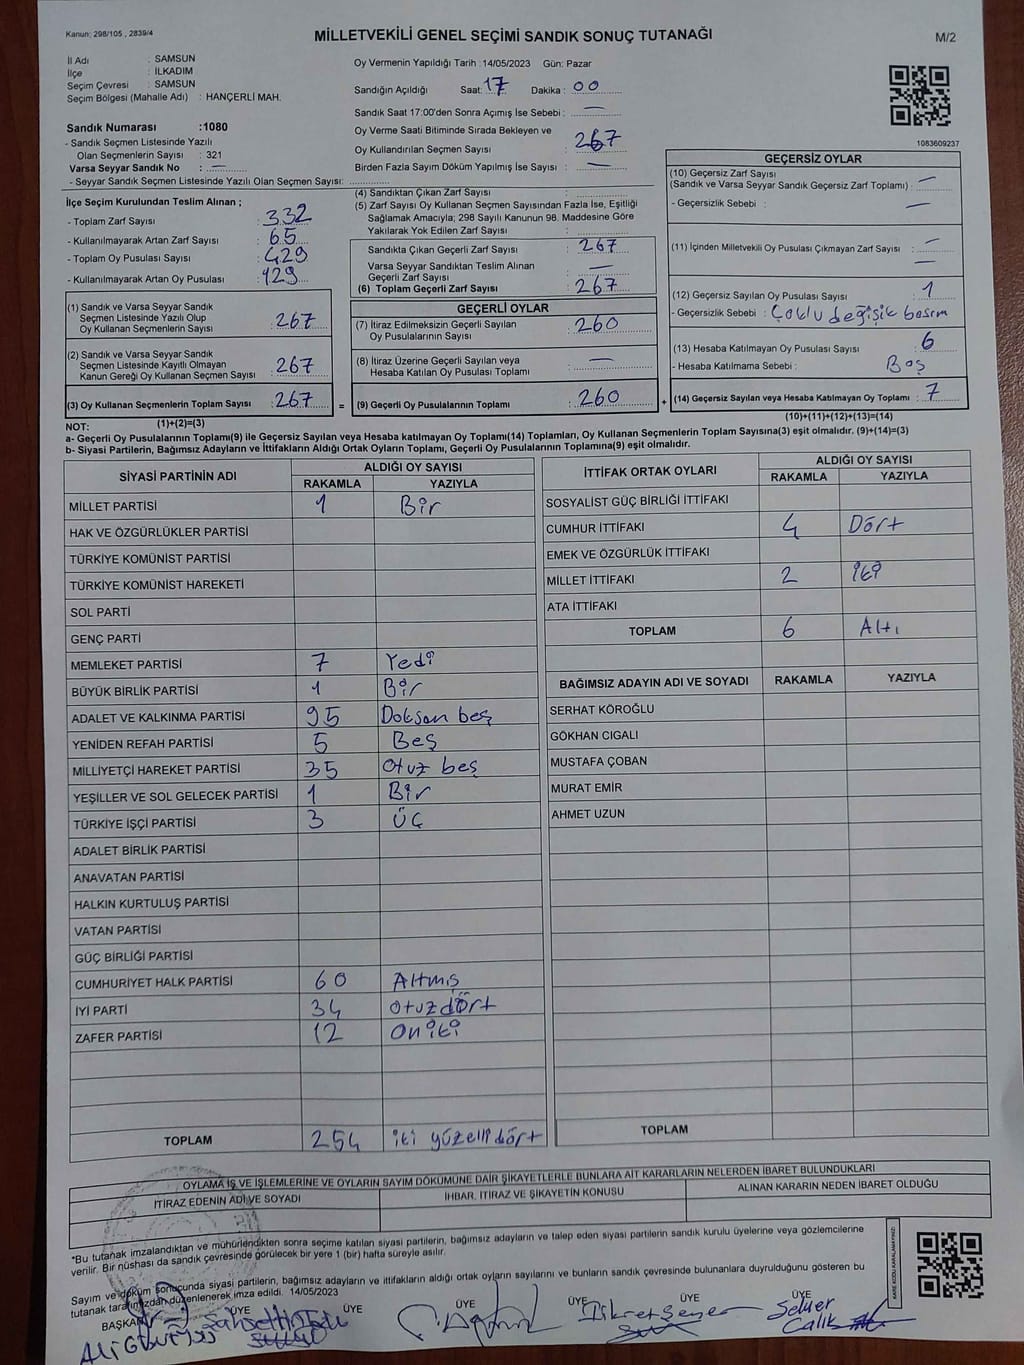 Kanun: 298/105 , 2839/4
MİLLETVEKİLİ GENEL SEÇİMİ SANDIK SONUÇ TUTANAĞI
M/2
İl Adı : SAMSUN
İlçe : İLKADIM
Seçim Çevresi : SAMSUN
Seçim Bölgesi (Mahalle Adı) : HANÇERLİ MAH.
Sandık Numarası :1080
- Sandık Seçmen Listesinde Yazılı
Olan Seçmenlerin Sayısı : 321
Varsa Seyyar Sandık No : —
- Seyyar Sandık Seçmen Listesinde Yazılı Olan Seçmen Sayısı:
Oy Vermenin Yapıldığı Tarih :14/05/2023 Gün: Pazar
Sandığın Açıldığı Saat: 17 Dakika : 00
Sandık Saat 17:00'den Sonra Açımış İse Sebebi : —
Oy Verme Saati Bitiminde Sırada Bekleyen ve
Oy Kullandırılan Seçmen Sayısı : 267
Birden Fazla Sayım Döküm Yapılmış İse Sayısı : —
1083609237
İlçe Seçim Kurulundan Teslim Alınan ;
- Toplam Zarf Sayısı : 332
- Kullanılmayarak Artan Zarf Sayısı : 65
- Toplam Oy Pusulası Sayısı : 429
- Kullanılmayarak Artan Oy Pusulası : 129
(1) Sandık ve Varsa Seyyar Sandık
Seçmen Listesinde Yazılı Olup
Oy Kullanan Seçmenlerin Sayısı : 267
(2) Sandık ve Varsa Seyyar Sandık
Seçmen Listesinde Kayıtlı Olmayan
Kanun Gereği Oy Kullanan Seçmen Sayısı : 267
(3) Oy Kullanan Seçmenlerin Toplam Sayısı : 267
(1)+(2)=(3)
(4) Sandıktan Çıkan Zarf Sayısı :
(5) Zarf Sayısı Oy Kullanan Seçmen Sayısından Fazla İse, Eşitliği
Sağlamak Amacıyla; 298 Sayılı Kanunun 98. Maddesine Göre
Yakılarak Yok Edilen Zarf Sayısı :
Sandıkta Çıkan Geçerli Zarf Sayısı : 267
Varsa Seyyar Sandıktan Teslim Alınan
Geçerli Zarf Sayısı : —
(6) Toplam Geçerli Zarf Sayısı : 267
GEÇERLİ OYLAR
(7) İtiraz Edilmeksizin Geçerli Sayılan
Oy Pusulalarının Sayısı : 260
(8) İtiraz Üzerine Geçerli Sayılan veya
Hesaba Katılan Oy Pusulası Toplamı : —
= (9) Geçerli Oy Pusulalarının Toplamı : 260
GEÇERSİZ OYLAR
(10) Geçersiz Zarf Sayısı
(Sandık ve Varsa Seyyar Sandık Geçersiz Zarf Toplamı) : —
- Geçersizlik Sebebi : —
(11) İçinden Milletvekili Oy Pusulası Çıkmayan Zarf Sayısı : —
—
(12) Geçersiz Sayılan Oy Pusulası Sayısı : 1
- Geçersizlik Sebebi : Çoklu değişik basım
(13) Hesaba Katılmayan Oy Pusulası Sayısı : 6
- Hesaba Katılmama Sebebi : Boş
+ (14) Geçersiz Sayılan veya Hesaba Katılmayan Oy Toplamı : 7
(10)+(11)+(12)+(13)=(14)
NOT:
a- Geçerli Oy Pusulalarının Toplamı(9) ile Geçersiz Sayılan veya Hesaba katılmayan Oy Toplamı(14) Toplamları, Oy Kullanan Seçmenlerin Toplam Sayısına(3) eşit olmalıdır. (9)+(14)=(3)
b- Siyasi Partilerin, Bağımsız Adayların ve İttifakların Aldığı Ortak Oyların Toplamı, Geçerli Oy Pusulalarının Toplamına(9) eşit olmalıdır.
SİYASİ PARTİNİN ADI ALDIĞI OY SAYISI
RAKAMLA YAZIYLA
MİLLET PARTİSİ 1 Bir
HAK VE ÖZGÜRLÜKLER PARTİSİ
TÜRKİYE KOMÜNİST PARTİSİ
TÜRKİYE KOMÜNİST HAREKETİ
SOL PARTİ
GENÇ PARTİ
MEMLEKET PARTİSİ 7 Yedi
BÜYÜK BİRLİK PARTİSİ 1 Bir
ADALET VE KALKINMA PARTİSİ 95 Doksan beş
YENİDEN REFAH PARTİSİ 5 Beş
MİLLİYETÇİ HAREKET PARTİSİ 35 Otuz beş
YEŞİLLER VE SOL GELECEK PARTİSİ 1 Bir
TÜRKİYE İŞÇİ PARTİSİ 3 ÜÇ
ADALET BİRLİK PARTİSİ
ANAVATAN PARTİSİ
HALKIN KURTULUŞ PARTİSİ
VATAN PARTİSİ
GÜÇ BİRLİĞİ PARTİSİ
CUMHURİYET HALK PARTİSİ 60 Altmış
İYİ PARTİ 34 Otuzdört
ZAFER PARTİSİ 12 Oniki
TOPLAM 254 iki yüzelli dört
İTTİFAK ORTAK OYLARI ALDIĞI OY SAYISI
RAKAMLA YAZIYLA
SOSYALİST GÜÇ BİRLİĞİ İTTİFAKI
CUMHUR İTTİFAKI 4 Dört
EMEK VE ÖZGÜRLÜK İTTİFAKI
MİLLET İTTİFAKI 2 iki
ATA İTTİFAKI
TOPLAM 6 Altı
BAĞIMSIZ ADAYIN ADI VE SOYADI RAKAMLA YAZIYLA
SERHAT KÖROĞLU
GÖKHAN CIGALI
MUSTAFA ÇOBAN
MURAT EMİR
AHMET UZUN
TOPLAM
OYLAMA İŞ VE İŞLEMLERİNE VE OYLARIN SAYIM DÖKÜMÜNE DAİR ŞİKAYETLERLE BUNLARA AİT KARARLARIN NELERDEN İBARET BULUNDUKLARI
İTİRAZ EDENİN ADI VE SOYADI İHBAR, İTİRAZ VE ŞİKAYETİN KONUSU ALINAN KARARIN NEDEN İBARET OLDUĞU
*Bu tutanak imzalandıktan ve mühürlendikten sonra seçime katılan siyasi partilerin, bağımsız adayların ve talep eden siyasi partilerin sandık kurulu üyelerine veya gözlemcilerine
verilir. Bir nüshası da sandık çevresinde görülecek bir yere 1 (bir) hafta süreyle asılır.
Sayım ve döküm sonucunda siyasi partilerin, bağımsız adayların ve ittifakların aldığı ortak oyların sayılarını ve bunların sandık çevresinde bulunanlara duyrulduğunu gösteren bu
tutanak tarafımızdan düzenlenerek imza edildi. 14/05/2023
BAŞKAN ÜYE ÜYE ÜYE ÜYE ÜYE
KARE KODU KARALAMAYINIZ!